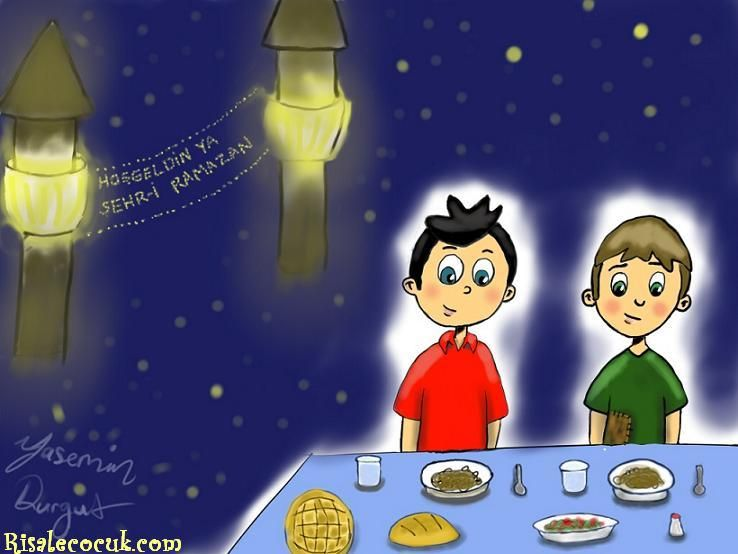 HOŞGELDİN YA
ŞEHR-İ RAMAZAN
Yasemin
Durgut
Risalecocuk.com